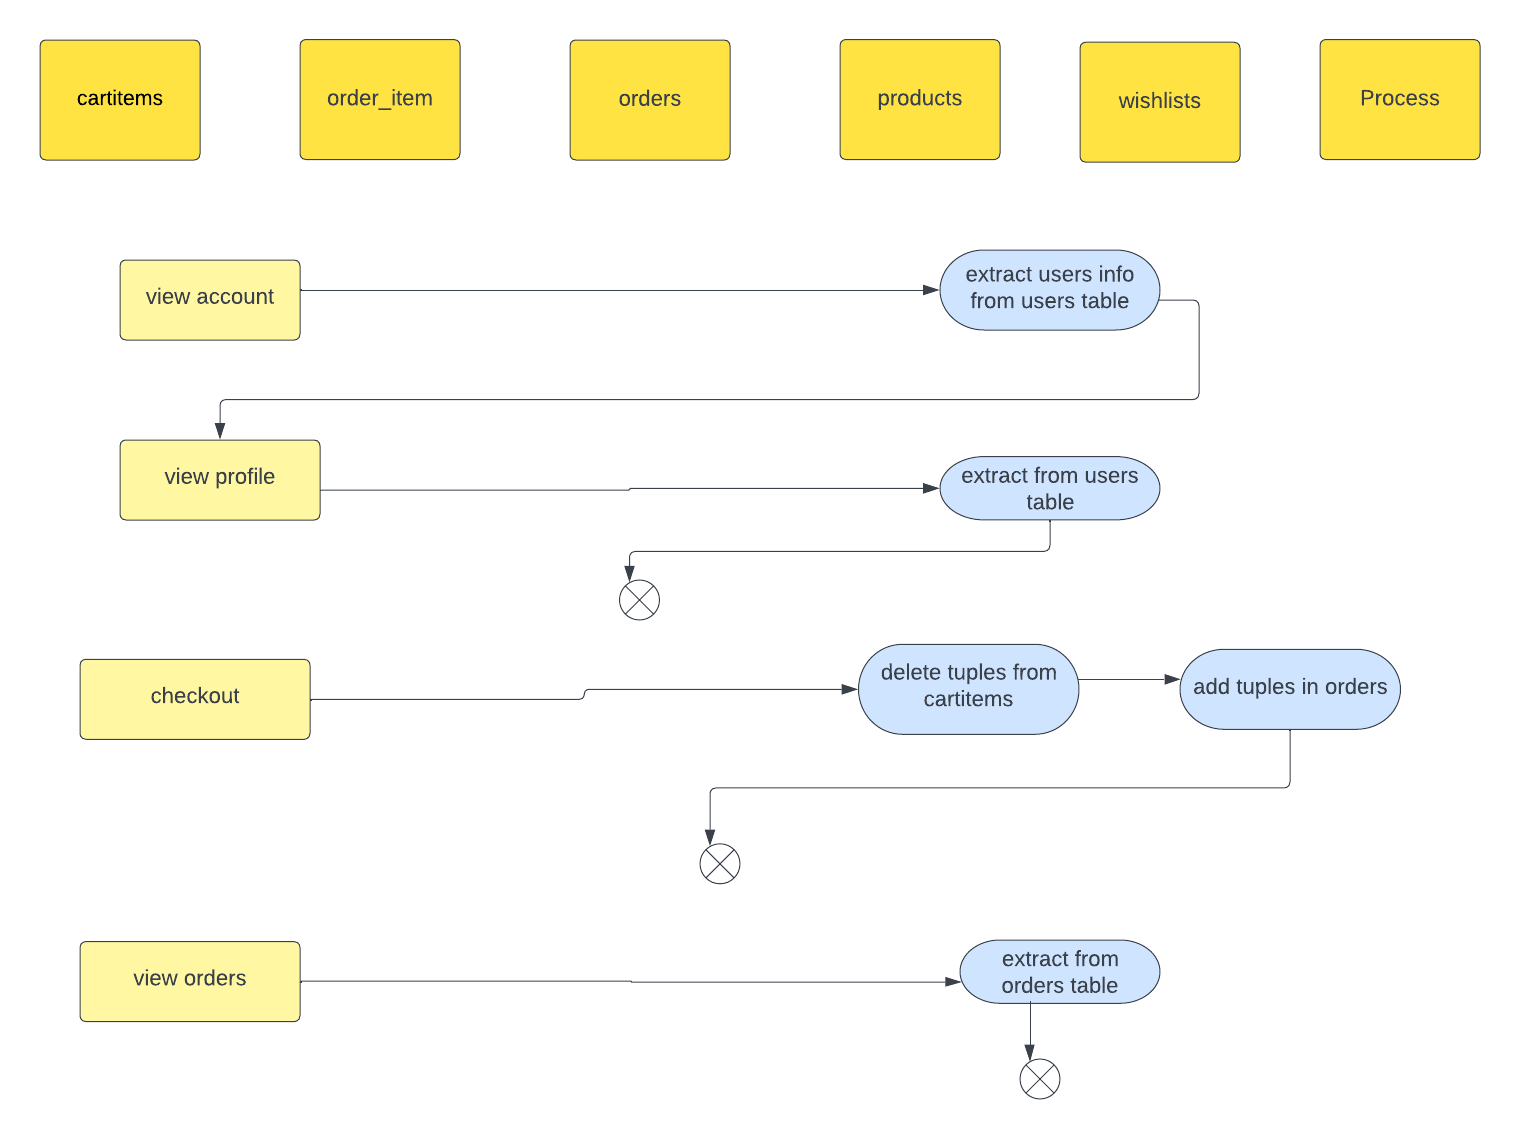 cartitems
order_item
orders
products
wishlists
Process
view account
extract users info
from users table
view profile
extract from users
table
checkout
delete tuples from
cartitems
add tuples in orders
view orders
extract from
orders table